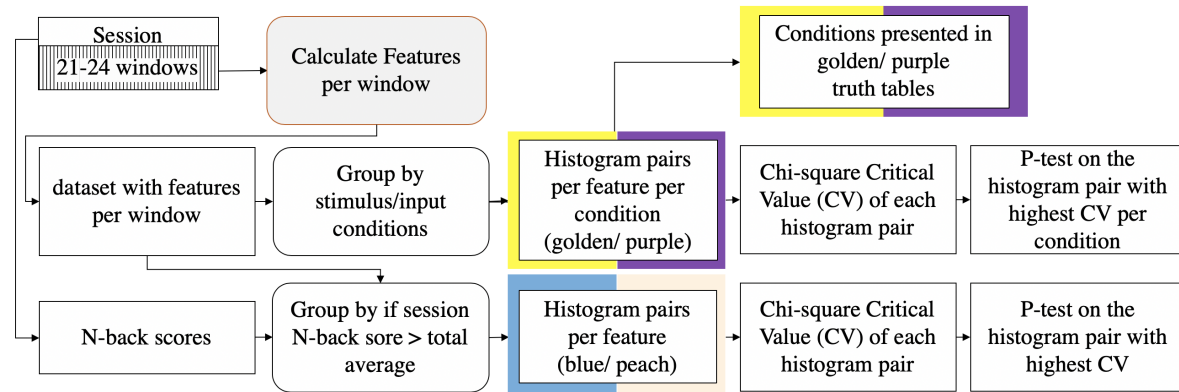 Session
21-24 windows
Calculate Features
per window
Conditions presented in
golden/ purple
truth tables
dataset with features
per window
Group by
stimulus/input
conditions
Histogram pairs
per feature per
condition
(golden/ purple)
Chi-square Critical
Value (CV) of each
histogram pair
P-test on the
histogram pair with
highest CV per
condition
N-back scores
Group by if session
N-back sore > total
average
Histogram pairs
per feature
(blue/ peach)
Chi-square Critical
Value (CV) of each
histogram pair
P-test on the
histogram pair with
highest CV